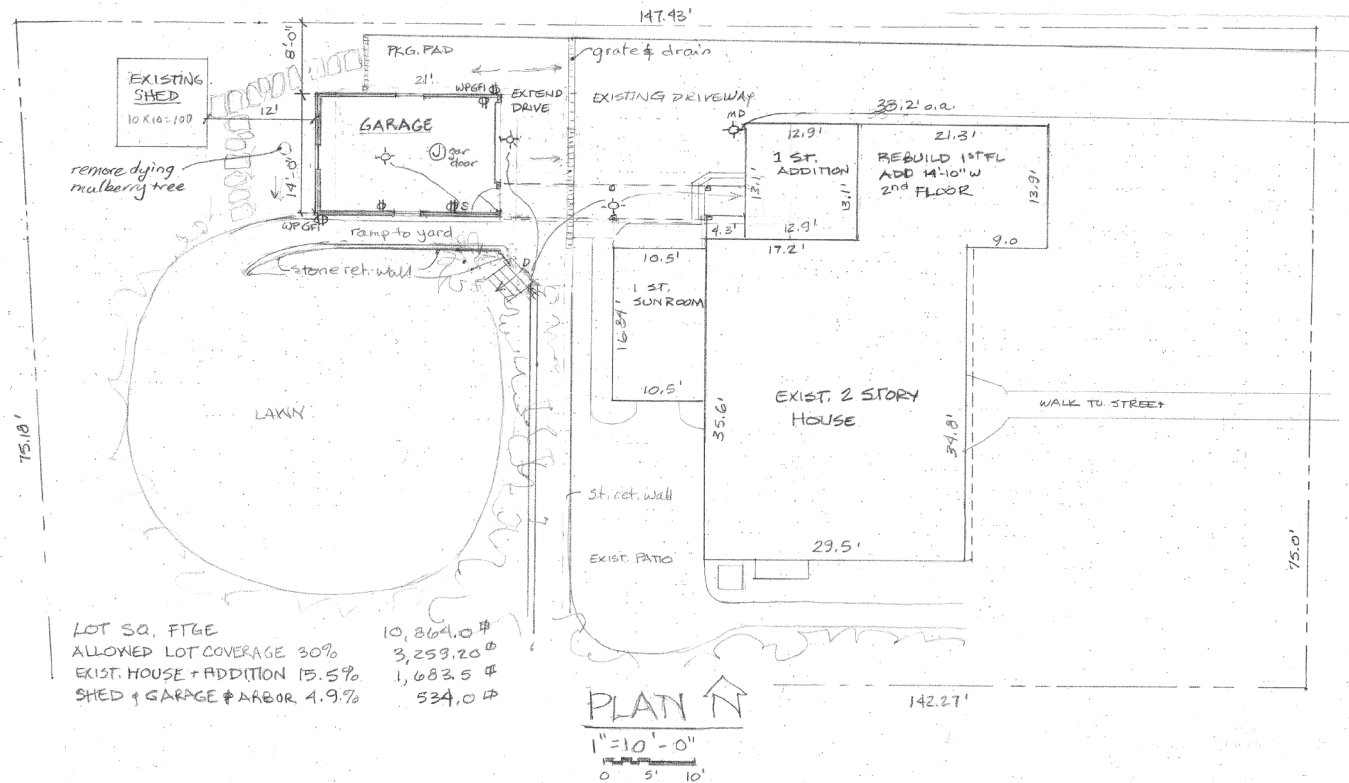 147.43'
8'-0"
PKG. PAD
grate & drain
EXISTING
SHED
10 X 10 = 100
12'
21'
WPGFI
EXTEND
DRIVE
EXISTING DRIVEWAY
33.2' o.a.
MD
GARAGE
J gar
door
12.9'
21.3'
1 ST.
ADDITION
REBUILD 1ST FL
ADD 14'-10" W
2nd FLOOR
13.1'
13.1'
13.9'
remove dying
mulberry tree
14'-0"
S
WPGFI
ramp to yard
4.3'
12.9'
17.2'
9.0
stone ret. wall
D
10.5'
1 ST.
SUNROOM
16.84'
10.5'
LAWN
EXIST. 2 STORY
HOUSE
WALK TO STREET
75.18'
35.6'
34.8'
St. ret. wall
EXIST. PATIO
29.5'
75.0'
LOT SQ. FTGE 10,864.0 ⌗
ALLOWED LOT COVERAGE 30% 3,259.20 ⌗
EXIST. HOUSE + ADDITION 15.5% 1,683.5 ⌗
SHED & GARAGE & ARBOR 4.9.% 534.0 ⌗
142.27'
PLAN N
1"=10'-0"
0 5' 10'